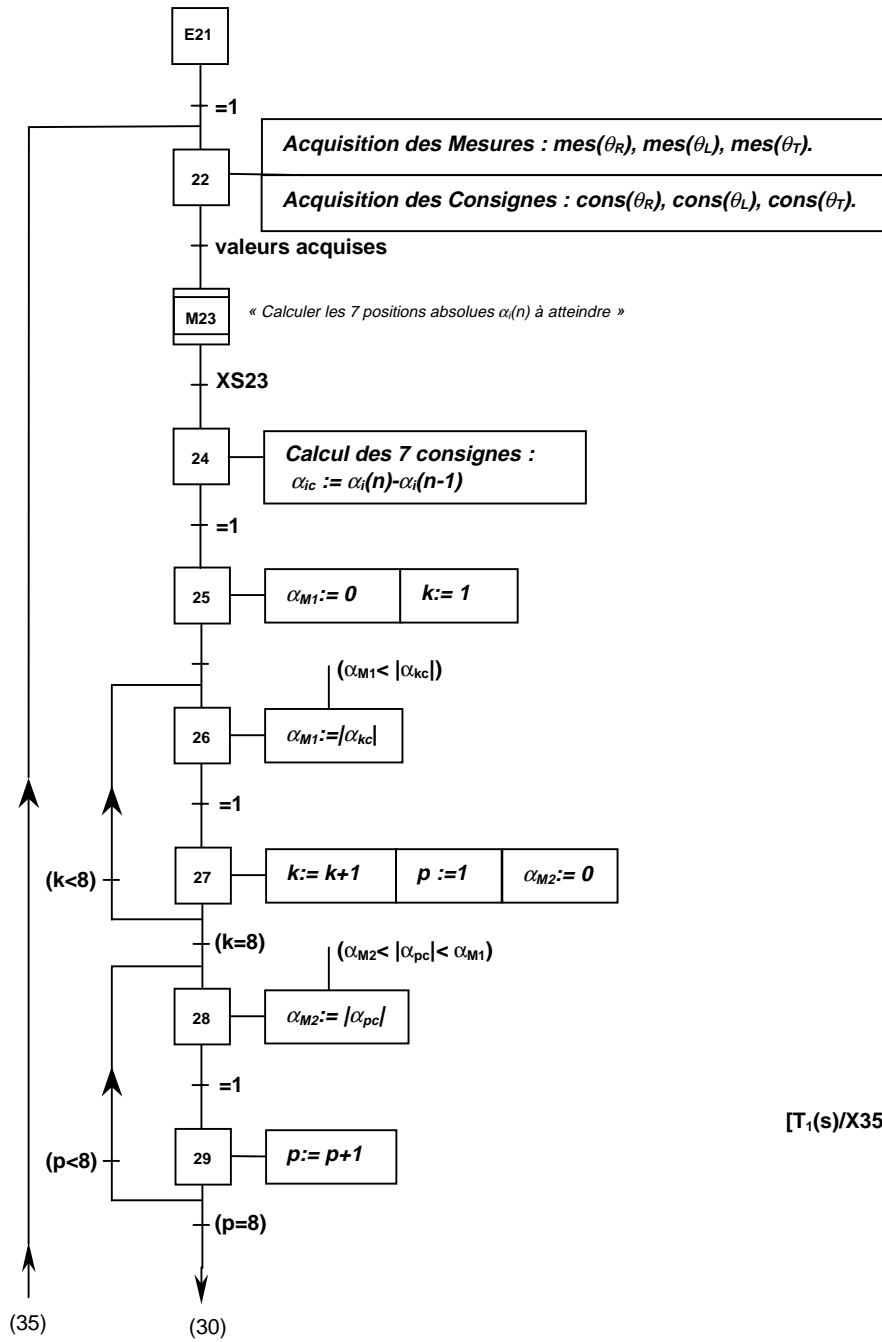 E21
=1
Acquisition des Mesures : mes(θR), mes(θL), mes(θT).
22
Acquisition des Consignes : cons(θR), cons(θL), cons(θT).
valeurs acquises
M23
« Calculer les 7 positions absolues αi(n) à atteindre »
XS23
24
Calcul des 7 consignes :
αic := αi(n)-αi(n-1)
=1
25
αM1:= 0
k:= 1
(αM1< |αkc|)
26
αM1:=|αkc|
=1
(k<8)
27
k:= k+1
p :=1
αM2:= 0
(k=8)
(αM2< |αpc|< αM1)
28
αM2:= |αpc|
=1
[T1(s)/X35
(p<8)
29
p:= p+1
(p=8)
(35)
(30)